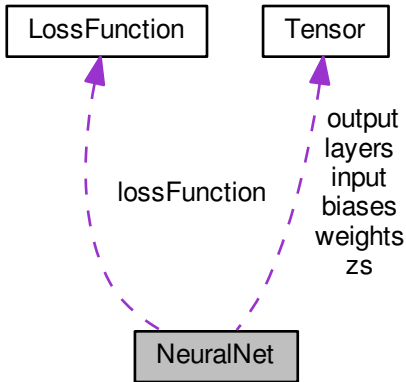 LossFunction
Tensor
lossFunction
output
layers
input
biases
weights
zs
NeuralNet